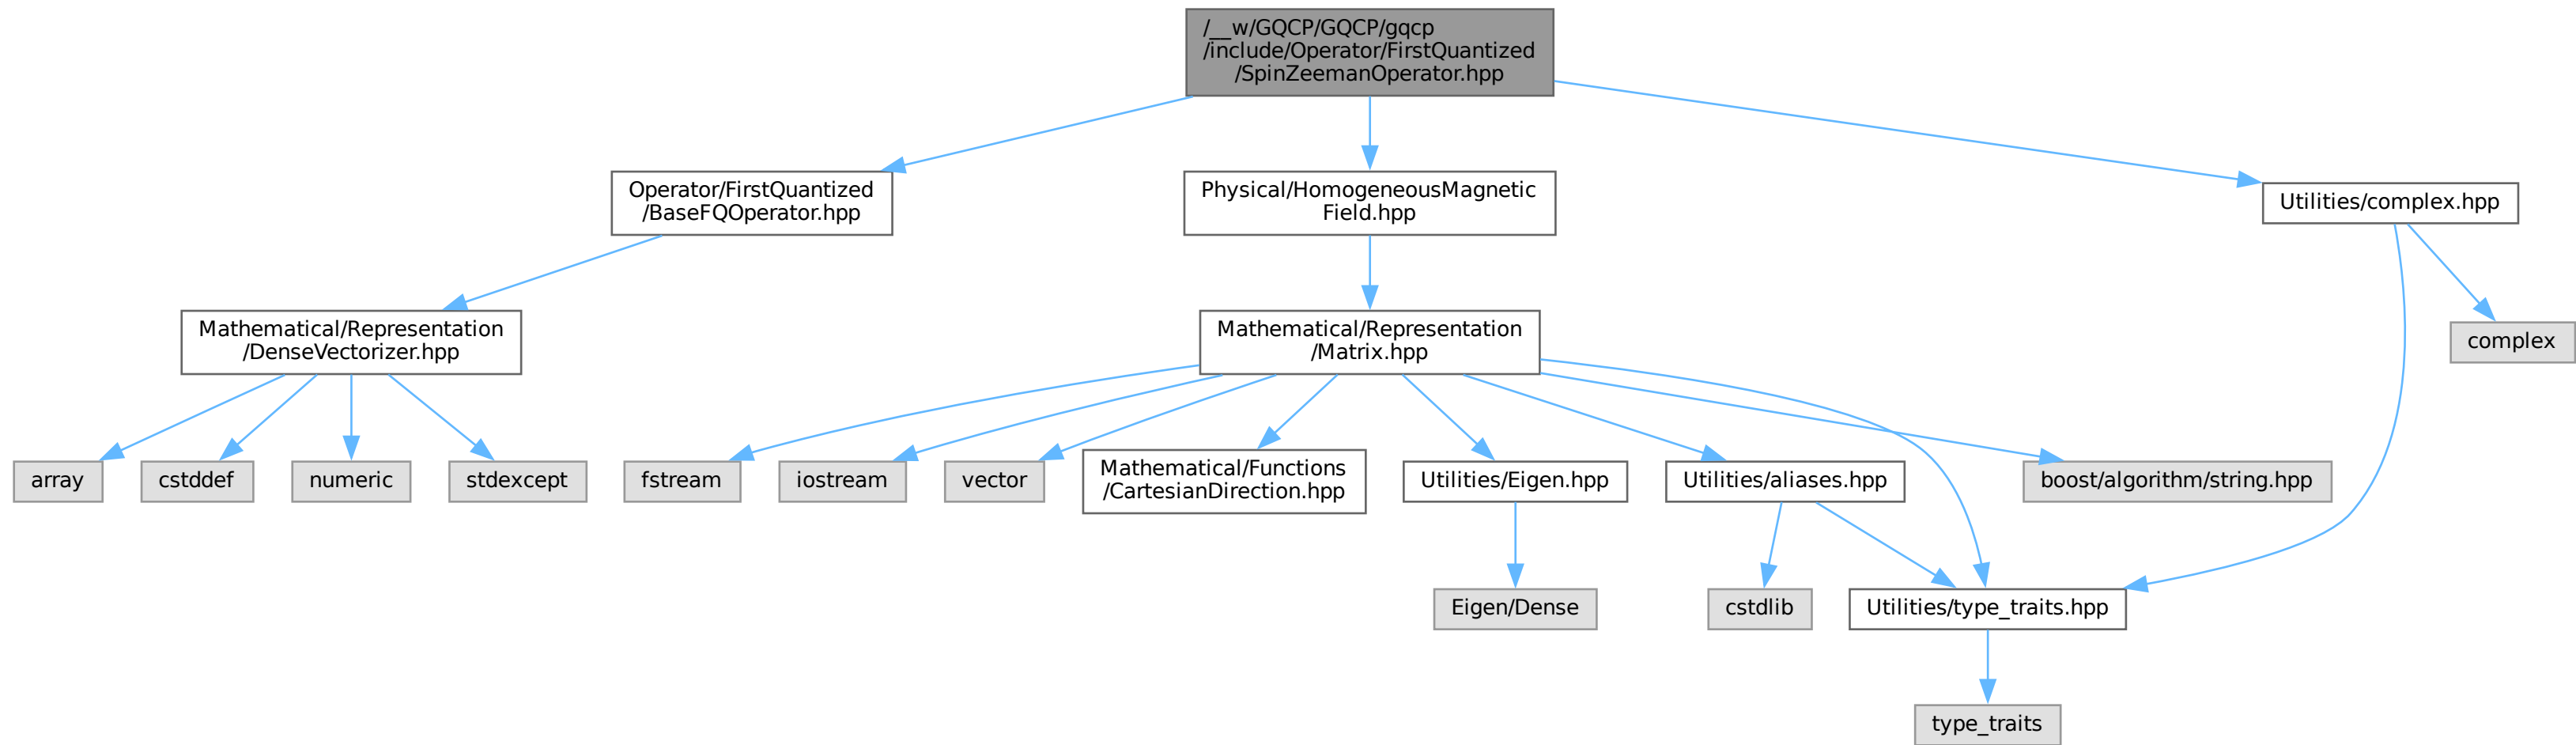 /__w/GQCP/GQCP/gqcp
/include/Operator/FirstQuantized
/SpinZeemanOperator.hpp
Operator/FirstQuantized
/BaseFQOperator.hpp
Physical/HomogeneousMagnetic
Field.hpp
Utilities/complex.hpp
Mathematical/Representation
/DenseVectorizer.hpp
Mathematical/Representation
/Matrix.hpp
complex
array
cstddef
numeric
stdexcept
fstream
iostream
vector
Mathematical/Functions
/CartesianDirection.hpp
Utilities/Eigen.hpp
Utilities/aliases.hpp
boost/algorithm/string.hpp
Eigen/Dense
cstdlib
Utilities/type_traits.hpp
type_traits